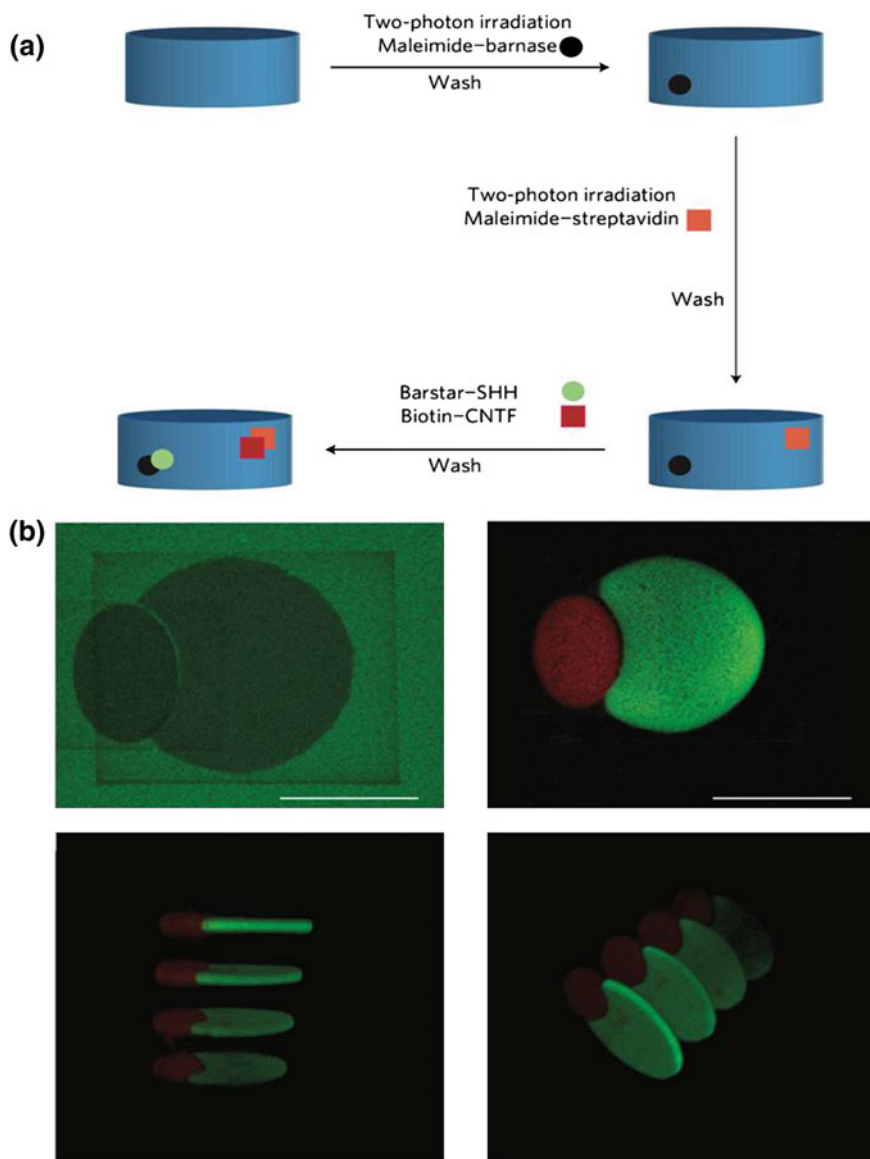 (a)
Two-photon irradiation
Maleimide−barnase
Wash
Two-photon irradiation
Maleimide−streptavidin
Wash
Barstar−SHH
Biotin−CNTF
Wash
(b)